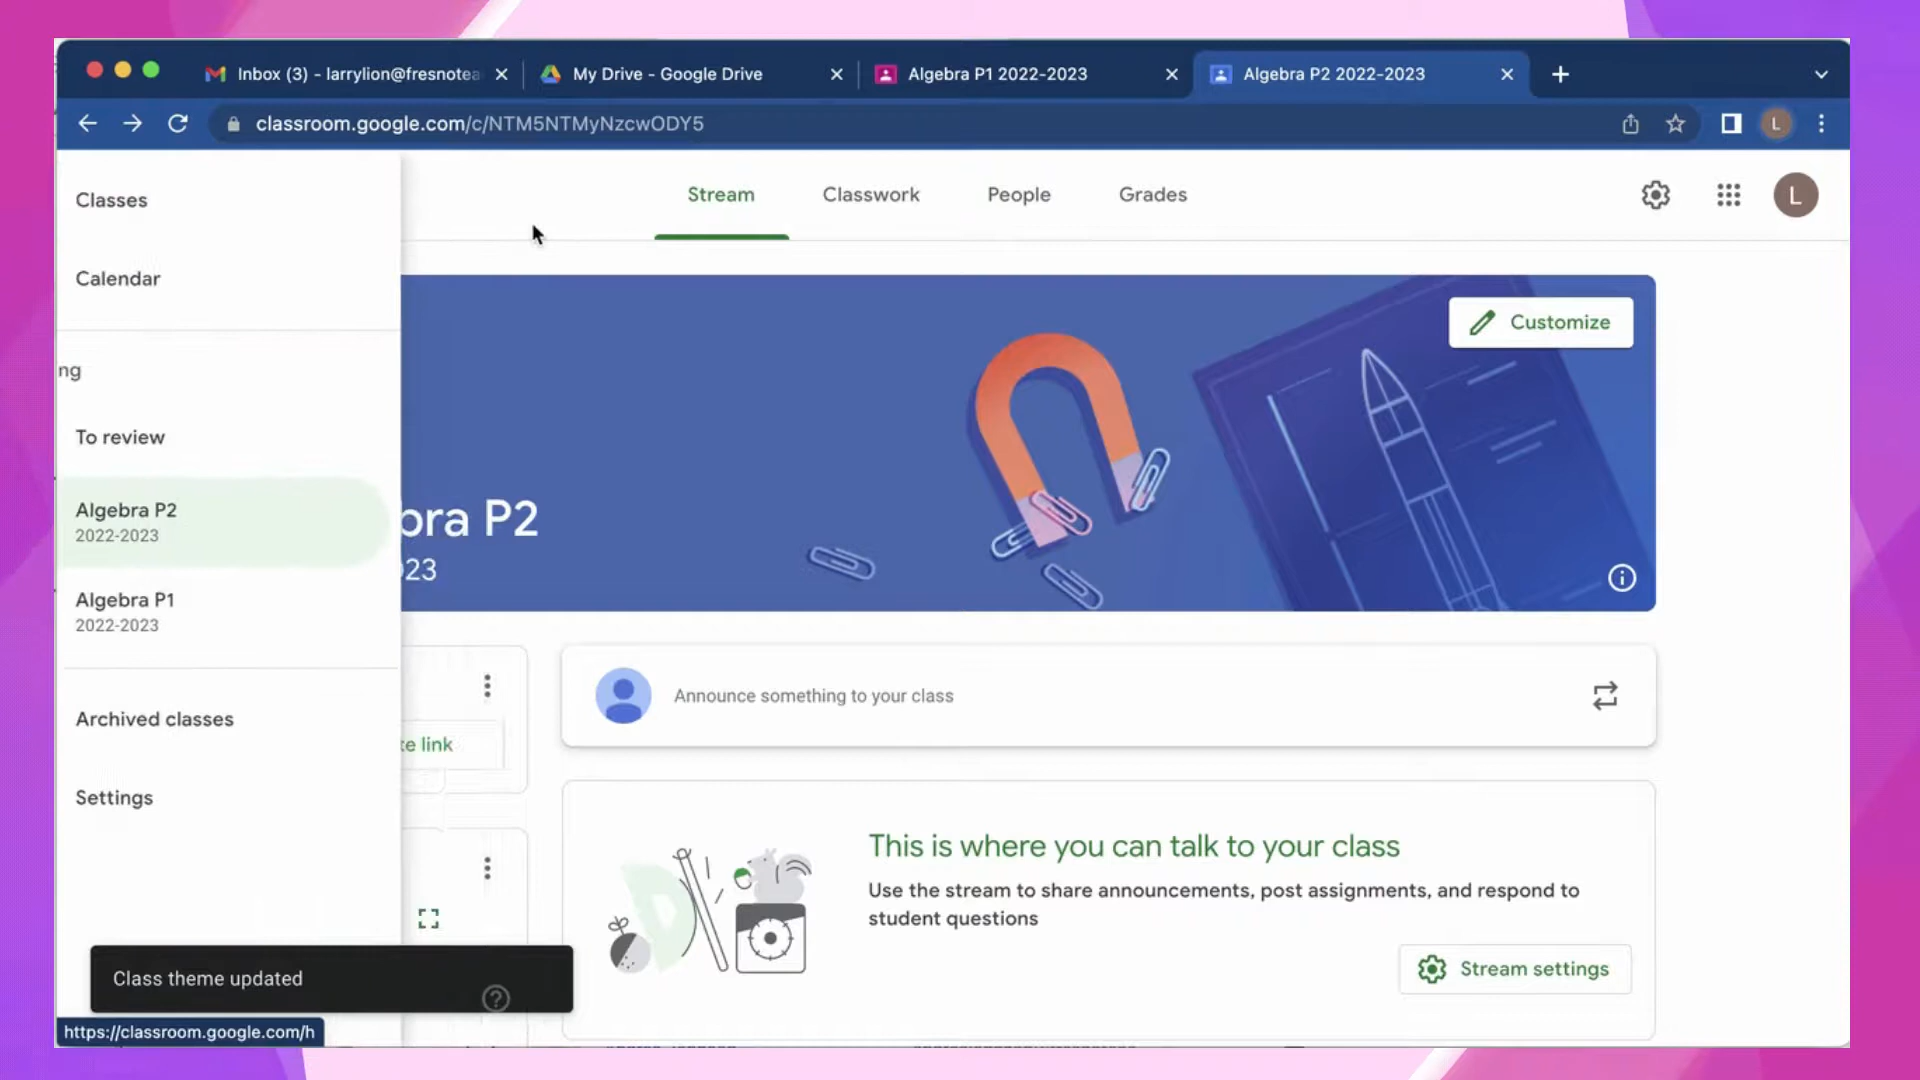 Inbox (3) - larrylion@fresnotea
My Drive - Google Drive
Algebra P1 2022-2023
Algebra P2 2022-2023
classroom.google.com/c/NTM5NTMyNzcwODY5
L
Classes
Stream
Classwork
People
Grades
L
Calendar
Customize
ng
To review
Algebra P2
2022-2023
bra P2
023
Algebra P1
2022-2023
Announce something to your class
Archived classes
te link
Settings
This is where you can talk to your class
Use the stream to share announcements, post assignments, and respond to
student questions
Stream settings
Class theme updated
https://classroom.google.com/h